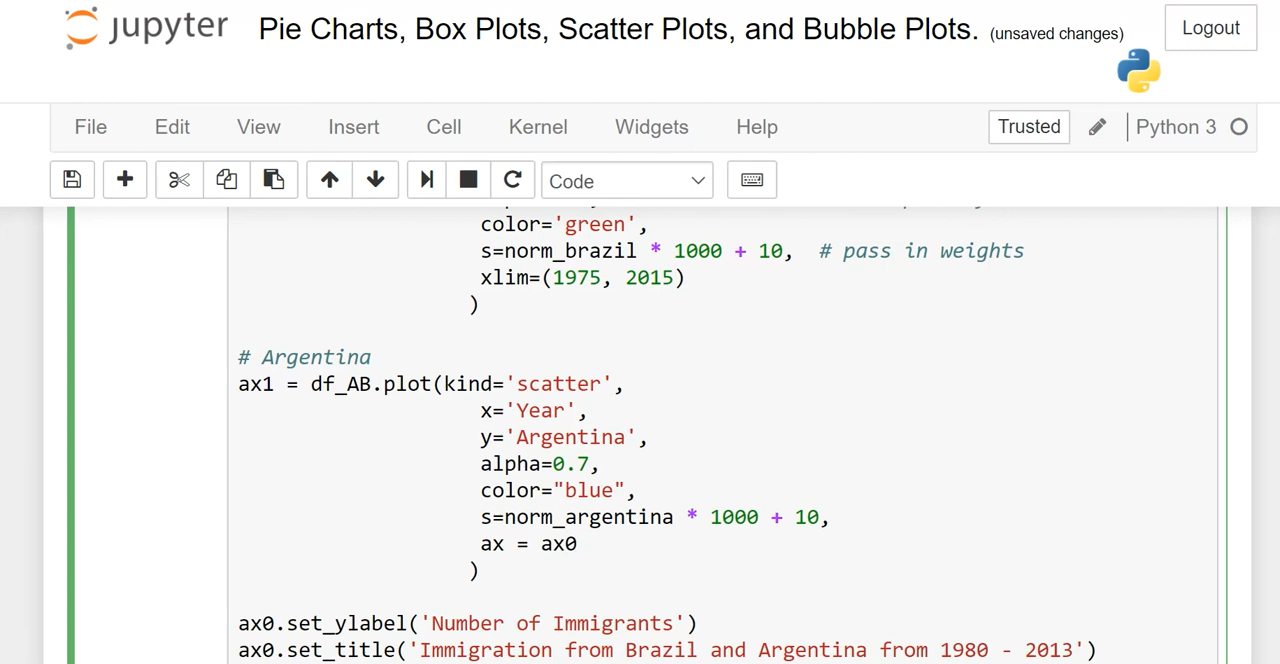 jupyter Pie Charts, Box Plots, Scatter Plots, and Bubble Plots. (unsaved changes) Logout
File Edit View Insert Cell Kernel Widgets Help Trusted Python 3
Code
color='green',
s=norm_brazil * 1000 + 10,  # pass in weights
xlim=(1975, 2015)
)
# Argentina
ax1 = df_AB.plot(kind='scatter',
x='Year',
y='Argentina',
alpha=0.7,
color="blue",
s=norm_argentina * 1000 + 10,
ax = ax0
)
ax0.set_ylabel('Number of Immigrants')
ax0.set_title('Immigration from Brazil and Argentina from 1980 - 2013')